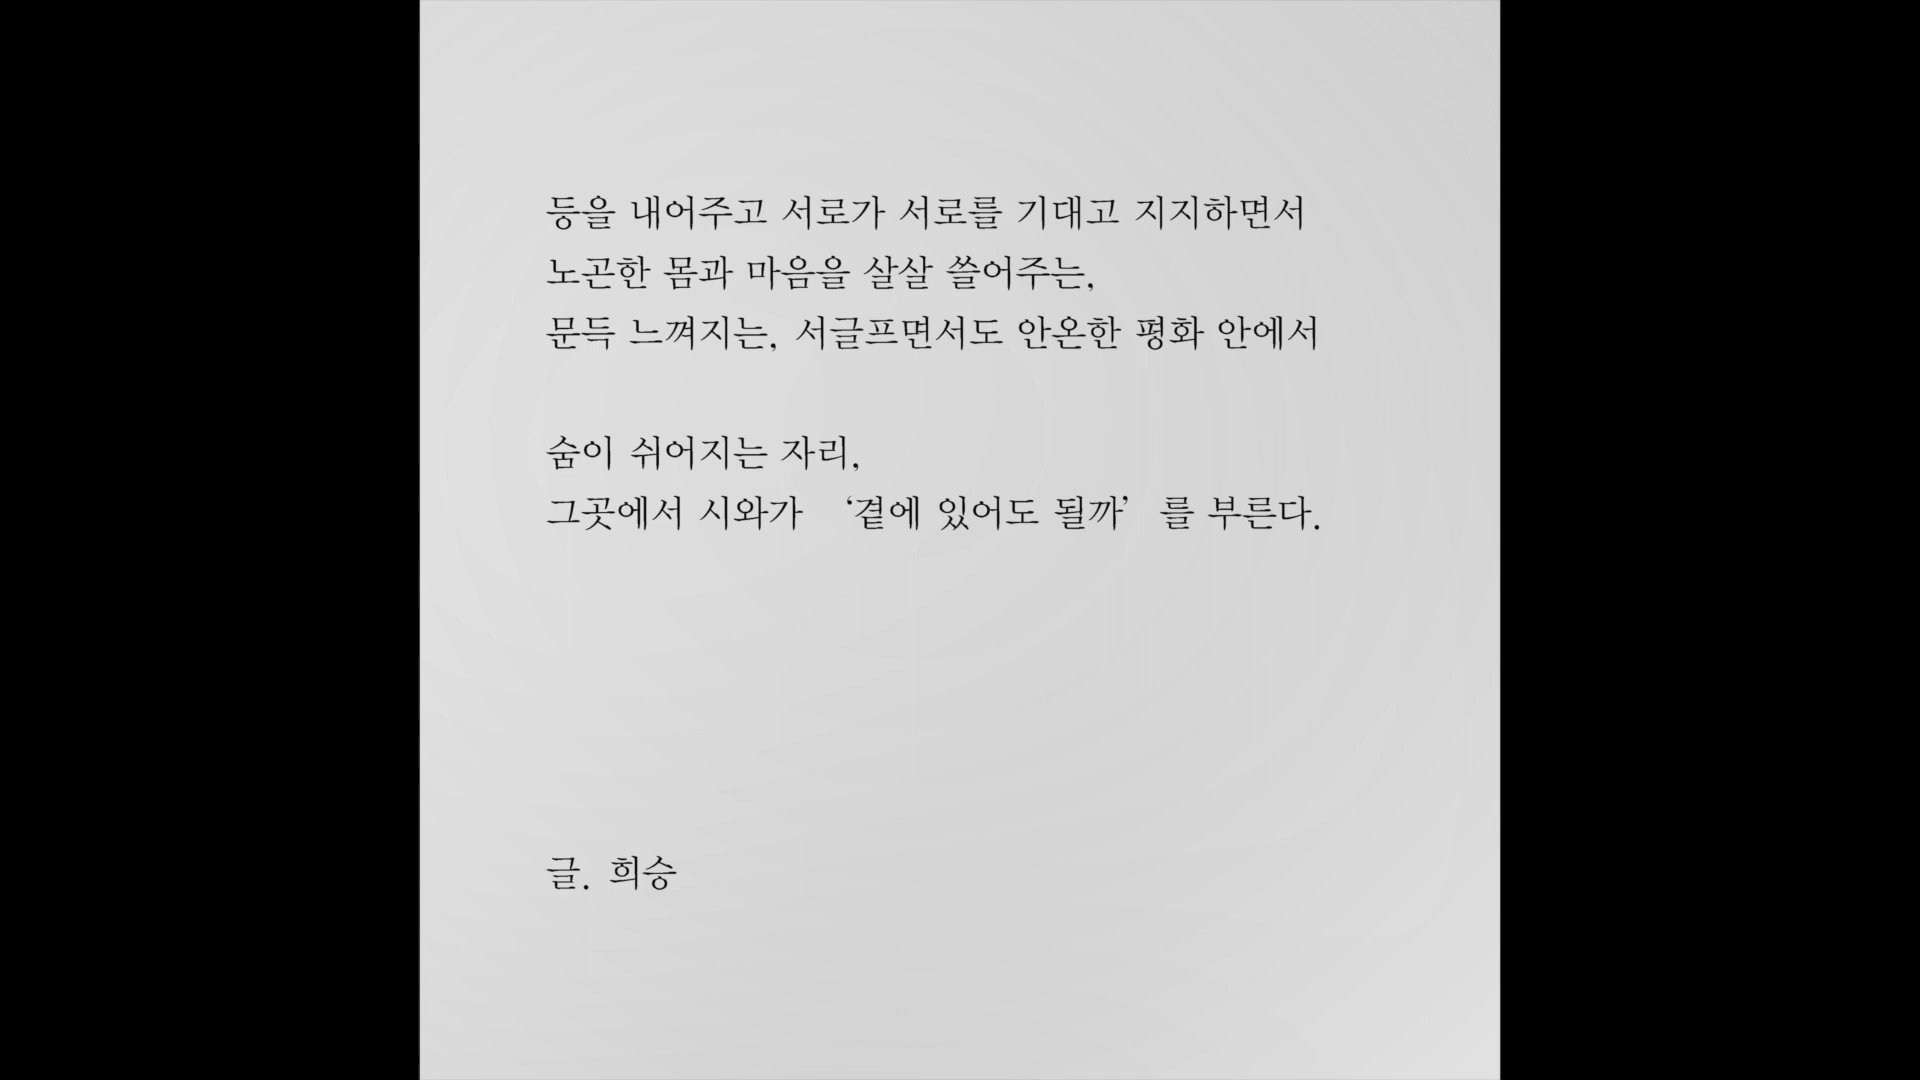 등을 내어주고 서로가 서로를 기대고 지지하면서
노곤한 몸과 마음을 살살 쓸어주는,
문득 느껴지는, 서글프면서도 안온한 평화 안에서
숨이 쉬어지는 자리,
그곳에서 시와가 ‘곁에 있어도 될까’ 를 부른다.
글. 희승